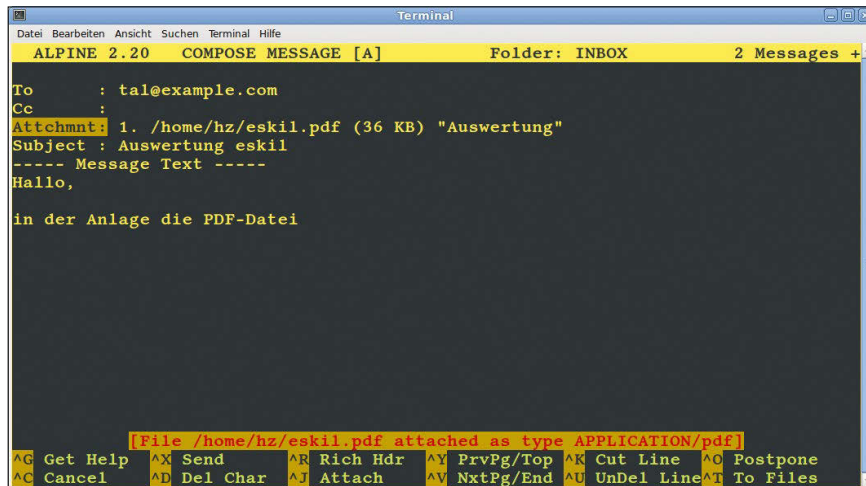 Terminal
Datei Bearbeiten Ansicht Suchen Terminal Hilfe
ALPINE 2.20 COMPOSE MESSAGE [A] Folder: INBOX 2 Messages +
To : tal@example.com
Cc :
Attchmnt: 1. /home/hz/eskil.pdf (36 KB) "Auswertung"
Subject : Auswertung eskil
----- Message Text -----
Hallo,
in der Anlage die PDF-Datei
[File /home/hz/eskil.pdf attached as type APPLICATION/pdf]
^G Get Help ^X Send ^R Rich Hdr ^Y PrvPg/Top ^K Cut Line ^O Postpone
^C Cancel ^D Del Char ^J Attach ^V NxtPg/End ^U UnDel Line ^T To Files